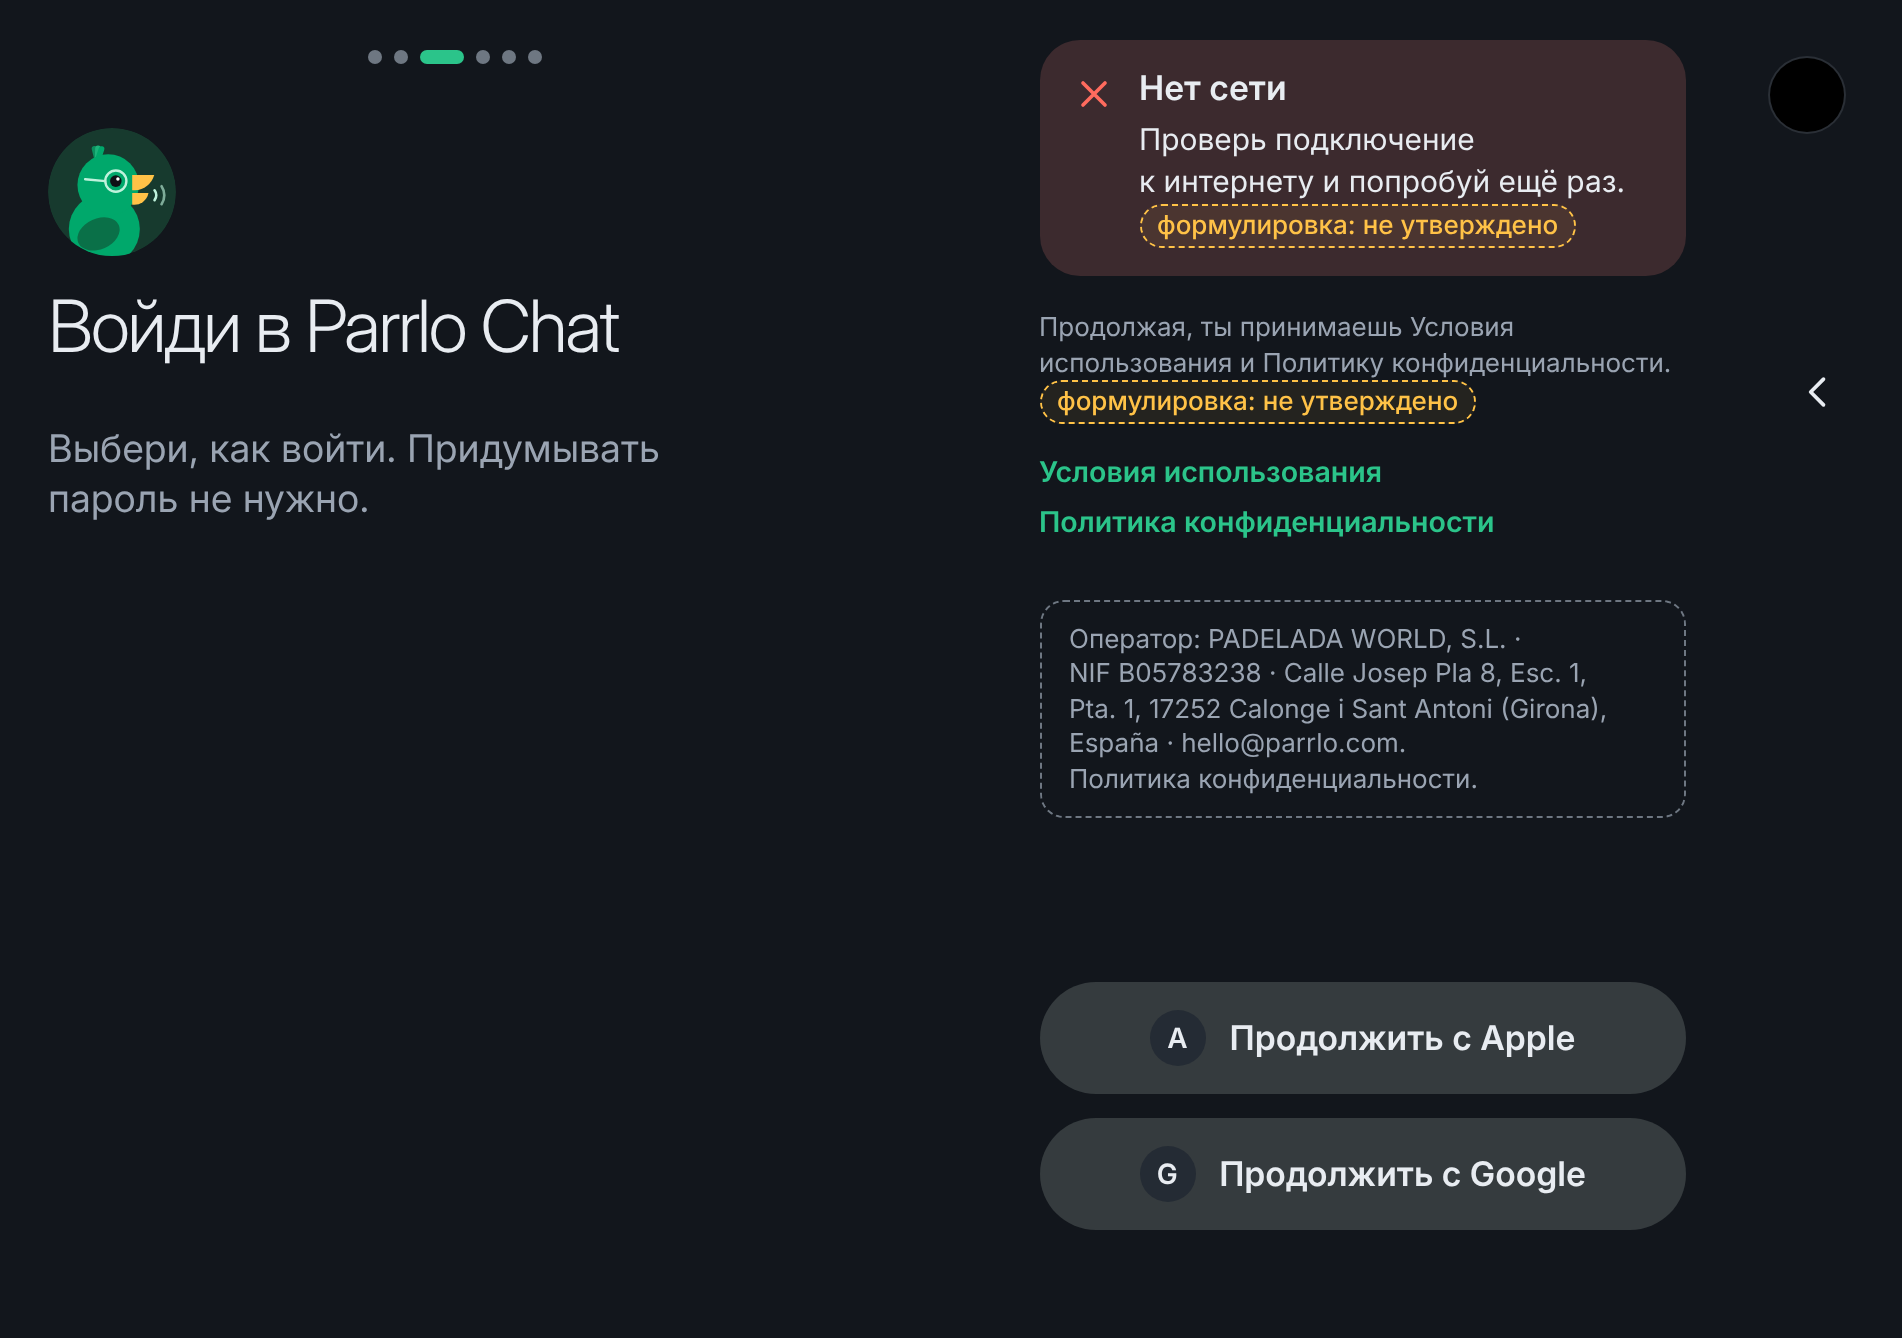 Войди в Parrlo Chat
Выбери, как войти. Придумывать
пароль не нужно.
Нет сети
Проверь подключение
к интернету и попробуй ещё раз.
формулировка: не утверждено
Продолжая, ты принимаешь Условия
использования и Политику конфиденциальности.
формулировка: не утверждено
Условия использования
Политика конфиденциальности
Оператор: PADELADA WORLD, S.L. ·
NIF B05783238 · Calle Josep Pla 8, Esc. 1,
Pta. 1, 17252 Calonge i Sant Antoni (Girona),
España · hello@parrlo.com.
Политика конфиденциальности.
A Продолжить с Apple
G Продолжить с Google